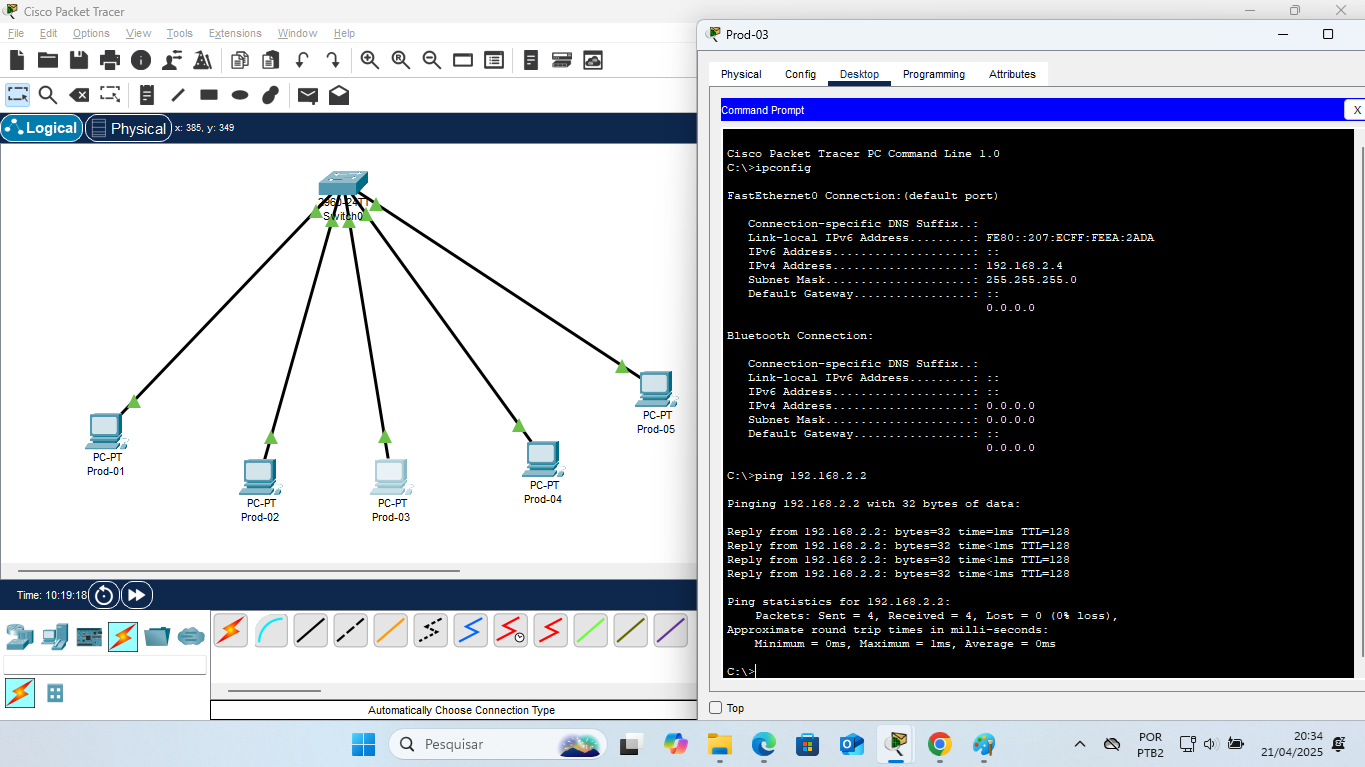 Cisco Packet Tracer
File Edit Options View Tools Extensions Window Help
Logical
Physical
x: 385, y: 349
2960-24TT
Switch0
PC-PT
Prod-01
PC-PT
Prod-02
PC-PT
Prod-03
PC-PT
Prod-04
PC-PT
Prod-05
Time: 10:19:18
Automatically Choose Connection Type
Prod-03
Physical Config Desktop Programming Attributes
Command Prompt
X
Cisco Packet Tracer PC Command Line 1.0
C:\>ipconfig
FastEthernet0 Connection:(default port)
Connection-specific DNS Suffix..:
Link-local IPv6 Address.........: FE80::207:ECFF:FEEA:2ADA
IPv6 Address....................: ::
IPv4 Address....................: 192.168.2.4
Subnet Mask.....................: 255.255.255.0
Default Gateway.................: ::
0.0.0.0
Bluetooth Connection:
Connection-specific DNS Suffix..:
Link-local IPv6 Address.........: ::
IPv6 Address....................: ::
IPv4 Address....................: 0.0.0.0
Subnet Mask.....................: 0.0.0.0
Default Gateway.................: ::
0.0.0.0
C:\>ping 192.168.2.2
Pinging 192.168.2.2 with 32 bytes of data:
Reply from 192.168.2.2: bytes=32 time=1ms TTL=128
Reply from 192.168.2.2: bytes=32 time<1ms TTL=128
Reply from 192.168.2.2: bytes=32 time<1ms TTL=128
Reply from 192.168.2.2: bytes=32 time<1ms TTL=128
Ping statistics for 192.168.2.2:
Packets: Sent = 4, Received = 4, Lost = 0 (0% loss),
Approximate round trip times in milli-seconds:
Minimum = 0ms, Maximum = 1ms, Average = 0ms
C:\>
Top
Pesquisar
POR
PTB2
20:34
21/04/2025